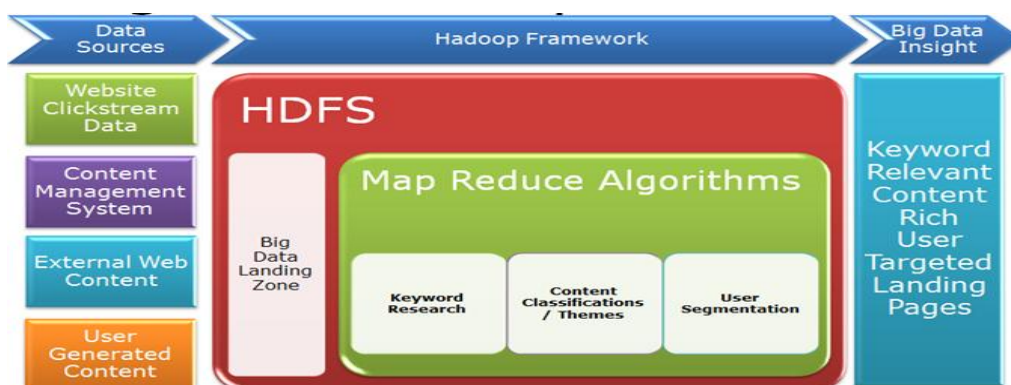 Data
Sources
Hadoop Framework
Big Data
Insight
Website
Clickstream
Data
Content
Management
System
External Web
Content
User
Generated
Content
HDFS
Big
Data
Landing
Zone
Map Reduce Algorithms
Keyword
Research
Content
Classifications
/ Themes
User
Segmentation
Keyword
Relevant
Content
Rich
User
Targeted
Landing
Pages